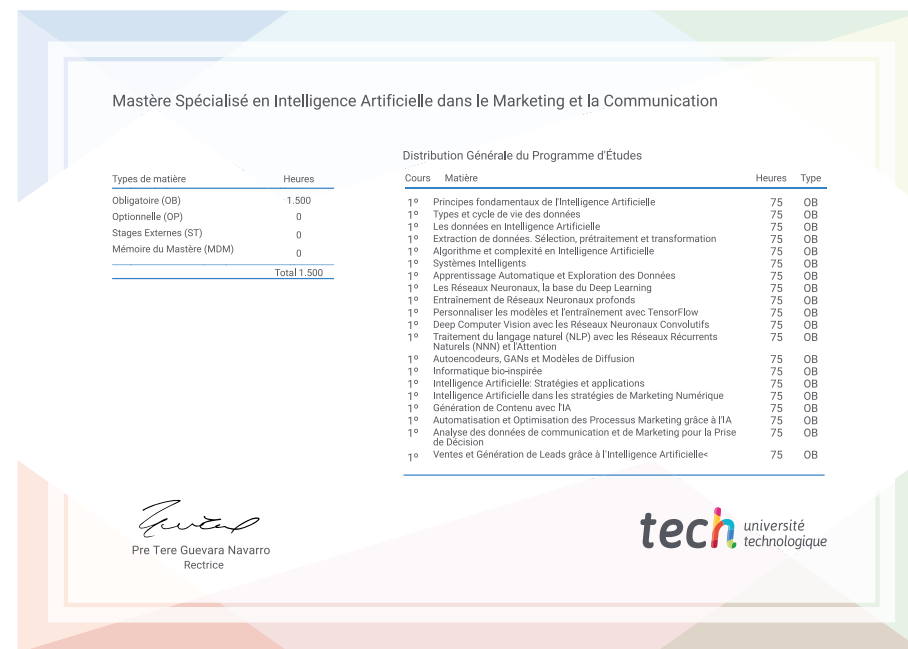 Mastère Spécialisé en Intelligence Artificielle dans le Marketing et la Communication
Types de matière Heures
Obligatoire (OB) 1.500
Optionnelle (OP) 0
Stages Externes (ST) 0
Mémoire du Mastère (MDM) 0
Total 1.500
Distribution Générale du Programme d'Études
Cours Matière Heures Type
1º Principes fondamentaux de l'Intelligence Artificielle 75 OB
1º Types et cycle de vie des données 75 OB
1º Les données en Intelligence Artificielle 75 OB
1º Extraction de données. Sélection, prétraitement et transformation 75 OB
1º Algorithme et complexité en Intelligence Artificielle 75 OB
1º Systèmes Intelligents 75 OB
1º Apprentissage Automatique et Exploration des Données 75 OB
1º Les Réseaux Neuronaux, la base du Deep Learning 75 OB
1º Entraînement de Réseaux Neuronaux profonds 75 OB
1º Personnaliser les modèles et l'entraînement avec TensorFlow 75 OB
1º Deep Computer Vision avec les Réseaux Neuronaux Convolutifs 75 OB
1º Traitement du langage naturel (NLP) avec les Réseaux Récurrents 75 OB
Naturels (NNN) et l'Attention
1º Autoencodeurs, GANs et Modèles de Diffusion 75 OB
1º Informatique bio-inspirée 75 OB
1º Intelligence Artificielle: Stratégies et applications 75 OB
1º Intelligence Artificielle dans les stratégies de Marketing Numérique 75 OB
1º Génération de Contenu avec l'IA 75 OB
1º Automatisation et Optimisation des Processus Marketing grâce à l'IA 75 OB
1º Analyse des données de communication et de Marketing pour la Prise 75 OB
de Décision
1º Ventes et Génération de Leads grâce à l'Intelligence Artificielle< 75 OB
Pre Tere Guevara Navarro
Rectrice
tech université
technologique